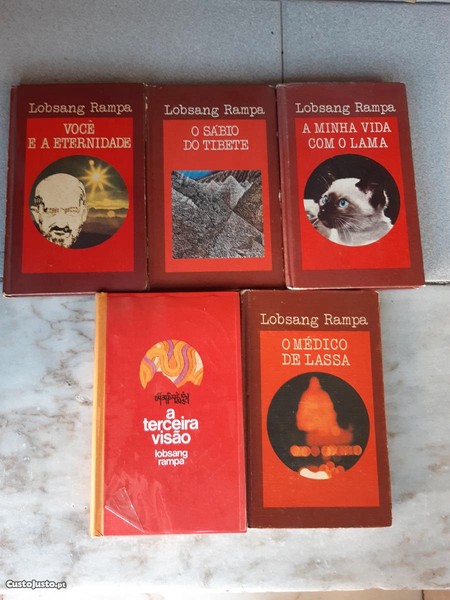 Lobsang Rampa
VOCÊ
E A ETERNIDADE
Lobsang Rampa
O SÁBIO
DO TIBETE
Lobsang Rampa
A MINHA VIDA
COM O LAMA
a terceira
visão
lobsang
rampa
Lobsang Rampa
O MÉDICO
DE LASSA
CustoJusto.pt